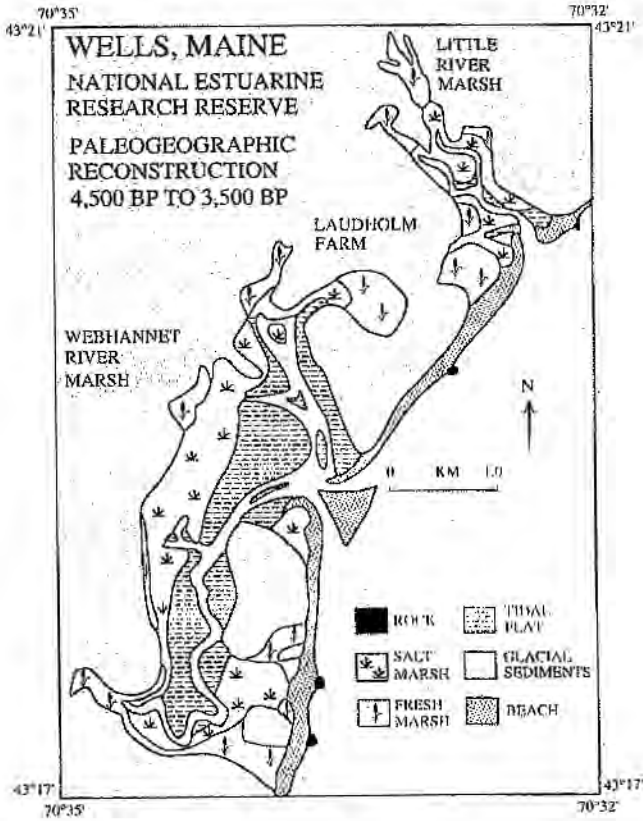 70°35'
70°32'
43°21'
43°21'
WELLS, MAINE
NATIONAL ESTUARINE
RESEARCH RESERVE
PALEOGEOGRAPHIC
RECONSTRUCTION
4,500 BP TO 3,500 BP
LITTLE
RIVER
MARSH
LAUDHOLM
FARM
WEBHANNET
RIVER
MARSH
N
0 KM 1.0
ROCK
TIDAL
FLAT
SALT
MARSH
GLACIAL
SEDIMENTS
FRESH
MARSH
BEACH
43°17'
43°17'
70°35'
70°32'